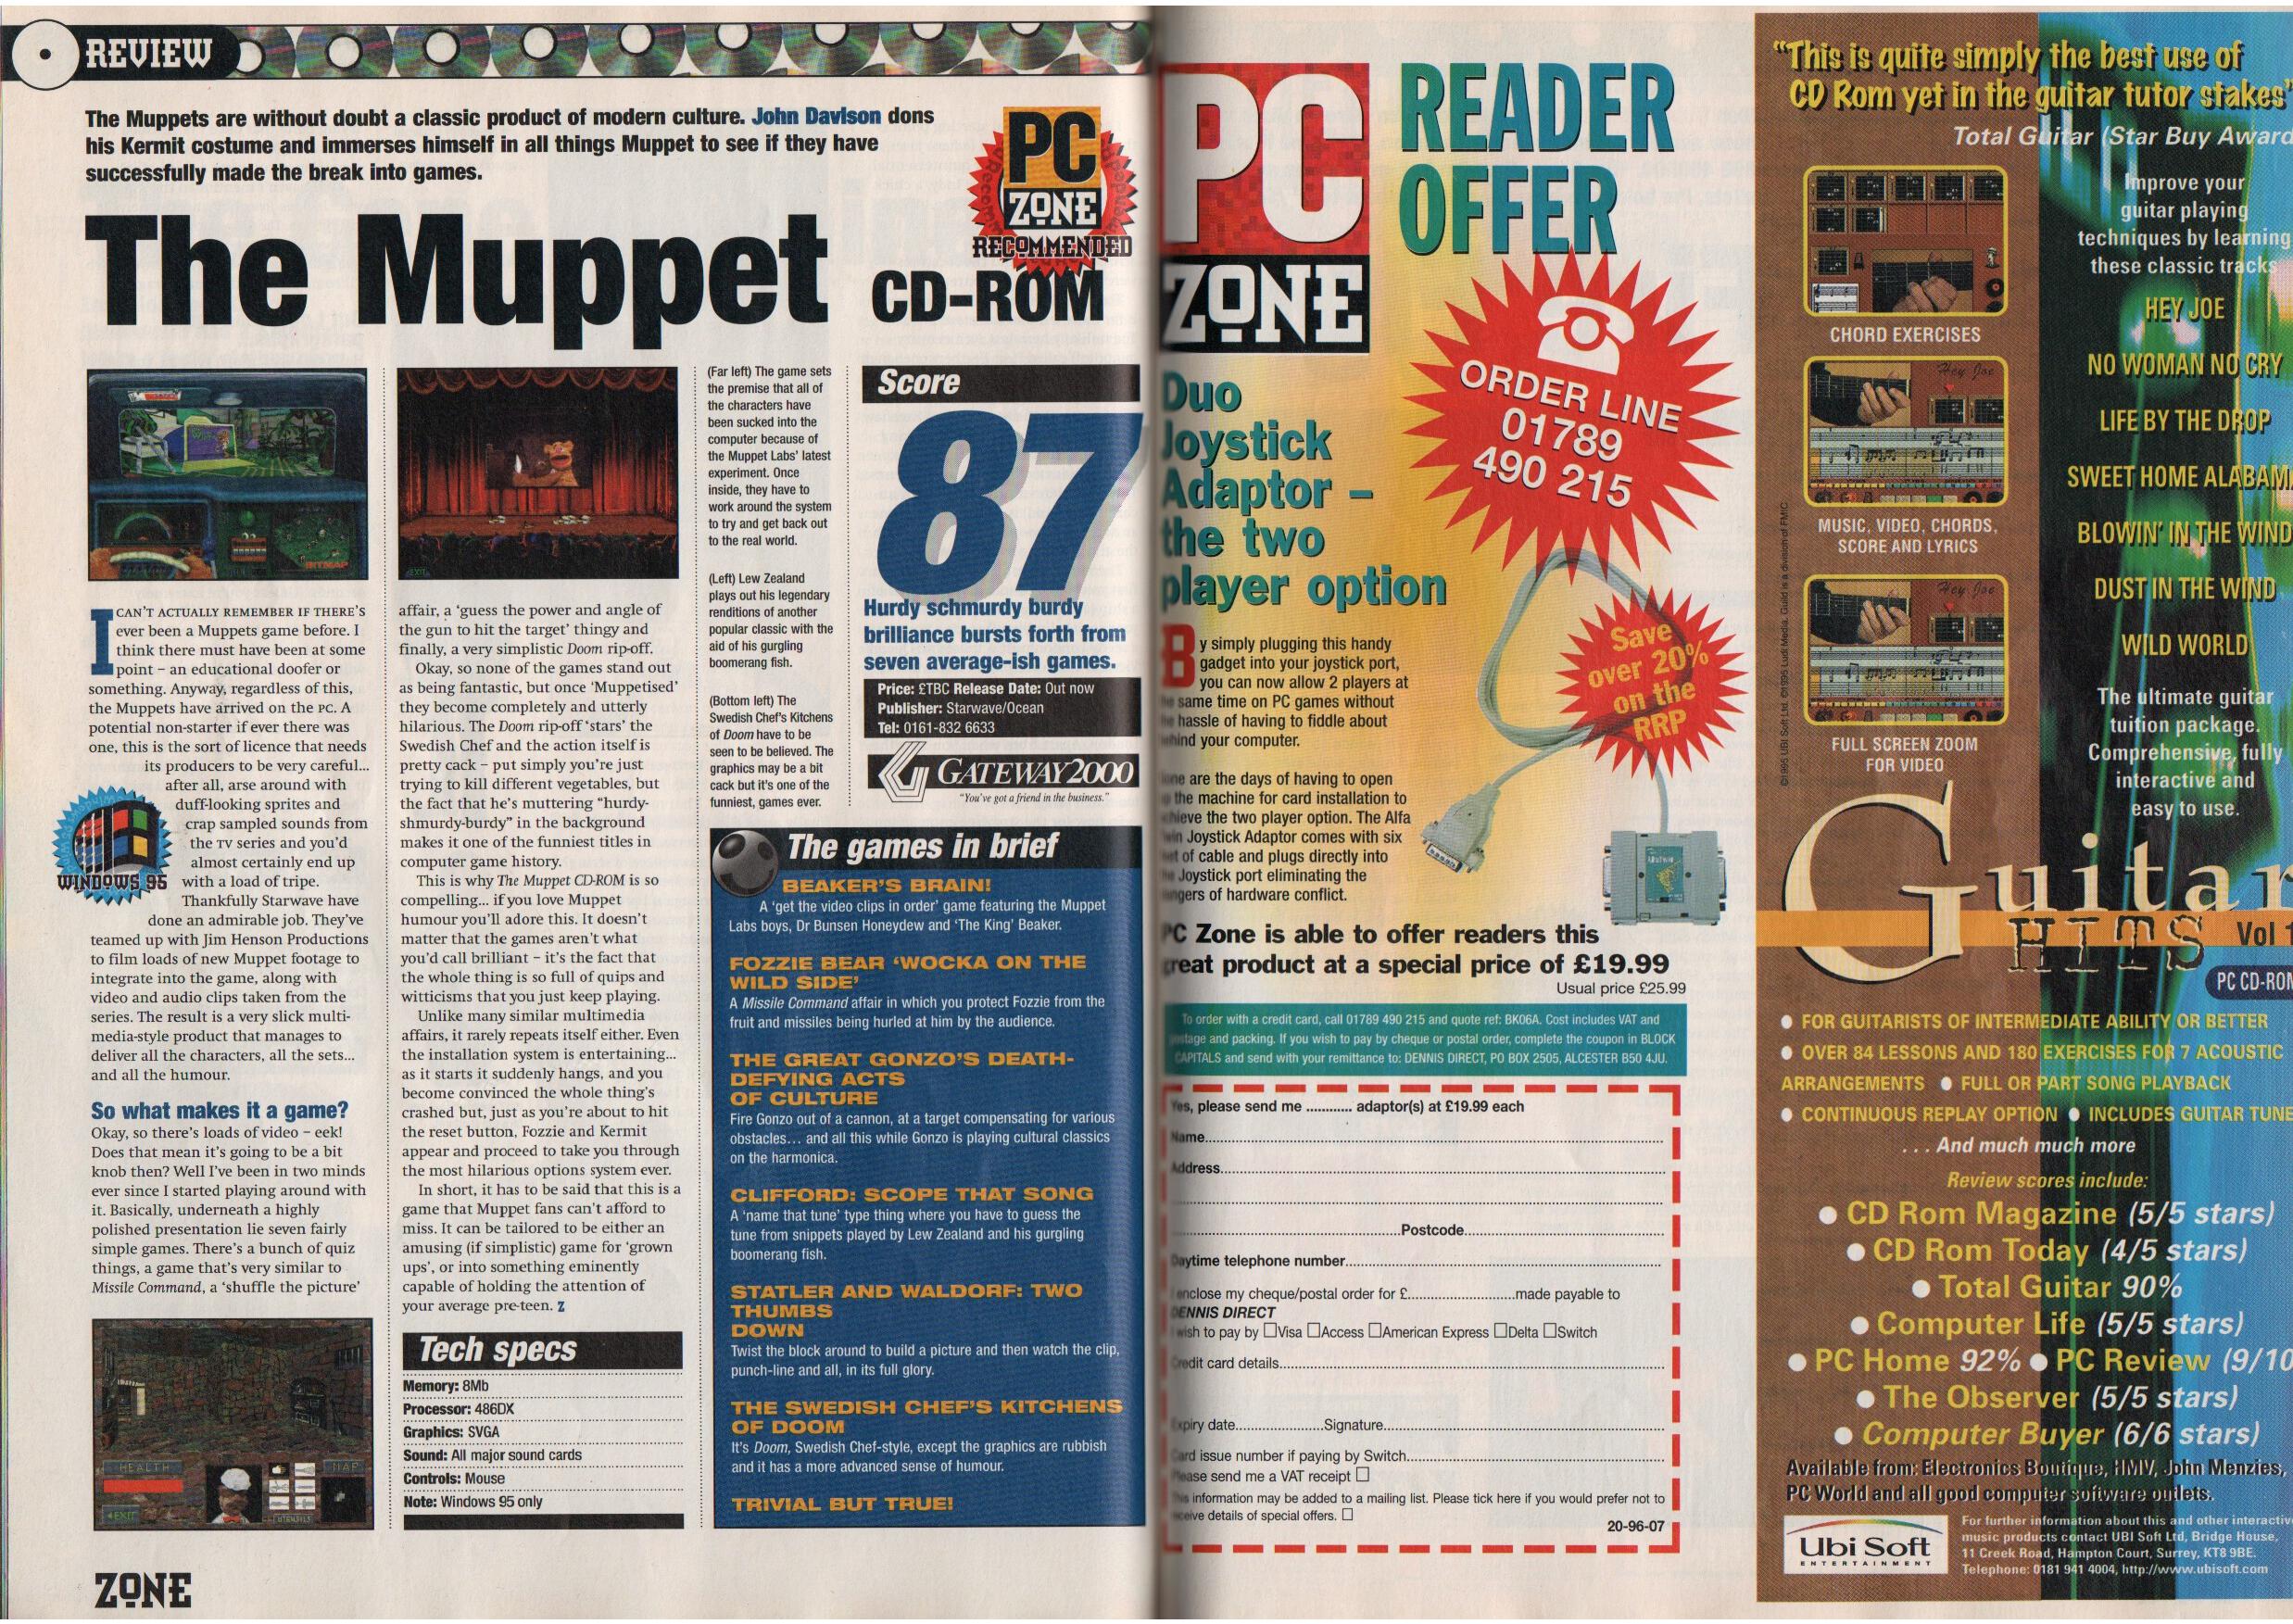 REVIEW
The Muppets are without doubt a classic product of modern culture. John Davison dons
his Kermit costume and immerses himself in all things Muppet to see if they have
successfully made the break into games.
PC
ZONE
RECOMMENDED
The Muppet CD-ROM
I CAN'T ACTUALLY REMEMBER IF THERE'S
ever been a Muppets game before. I
think there must have been at some
point – an educational doofer or
something. Anyway, regardless of this,
the Muppets have arrived on the PC. A
potential non-starter if ever there was
one, this is the sort of licence that needs
its producers to be very careful...
after all, arse around with
duff-looking sprites and
crap sampled sounds from
the TV series and you'd
almost certainly end up
with a load of tripe.
Thankfully Starwave have
done an admirable job. They've
teamed up with Jim Henson Productions
to film loads of new Muppet footage to
integrate into the game, along with
video and audio clips taken from the
series. The result is a very slick multi-
media-style product that manages to
deliver all the characters, all the sets...
and all the humour.
WINDOWS 95
So what makes it a game?
Okay, so there's loads of video – eek!
Does that mean it's going to be a bit
knob then? Well I've been in two minds
ever since I started playing around with
it. Basically, underneath a highly
polished presentation lie seven fairly
simple games. There's a bunch of quiz
things, a game that's very similar to
Missile Command, a 'shuffle the picture'
HEALTH
MAP
EXIT
UTENSILS
affair, a 'guess the power and angle of
the gun to hit the target' thingy and
finally, a very simplistic Doom rip-off.
Okay, so none of the games stand out
as being fantastic, but once 'Muppetised'
they become completely and utterly
hilarious. The Doom rip-off 'stars' the
Swedish Chef and the action itself is
pretty cack – put simply you're just
trying to kill different vegetables, but
the fact that he's muttering "hurdy-
shmurdy-burdy" in the background
makes it one of the funniest titles in
computer game history.
This is why The Muppet CD-ROM is so
compelling... if you love Muppet
humour you'll adore this. It doesn't
matter that the games aren't what
you'd call brilliant – it's the fact that
the whole thing is so full of quips and
witticisms that you just keep playing.
Unlike many similar multimedia
affairs, it rarely repeats itself either. Even
the installation system is entertaining...
as it starts it suddenly hangs, and you
become convinced the whole thing's
crashed but, just as you're about to hit
the reset button, Fozzie and Kermit
appear and proceed to take you through
the most hilarious options system ever.
In short, it has to be said that this is a
game that Muppet fans can't afford to
miss. It can be tailored to be either an
amusing (if simplistic) game for 'grown
ups', or into something eminently
capable of holding the attention of
your average pre-teen. Z
Tech specs
Memory: 8Mb
Processor: 486DX
Graphics: SVGA
Sound: All major sound cards
Controls: Mouse
Note: Windows 95 only
(Far left) The game sets
the premise that all of
the characters have
been sucked into the
computer because of
the Muppet Labs' latest
experiment. Once
inside, they have to
work around the system
to try and get back out
to the real world.
(Left) Lew Zealand
plays out his legendary
renditions of another
popular classic with the
aid of his gurgling
boomerang fish.
(Bottom left) The
Swedish Chef's Kitchens
of Doom have to be
seen to be believed. The
graphics may be a bit
cack but it's one of the
funniest, games ever.
Score
87
Hurdy schmurdy burdy
brilliance bursts forth from
seven average-ish games.
Price: £TBC Release Date: Out now
Publisher: Starwave/Ocean
Tel: 0161-832 6633
GATEWAY2000
"You've got a friend in the business."
The games in brief
BEAKER'S BRAIN!
A 'get the video clips in order' game featuring the Muppet
Labs boys, Dr Bunsen Honeydew and 'The King' Beaker.
FOZZIE BEAR 'WOCKA ON THE
WILD SIDE'
A Missile Command affair in which you protect Fozzie from the
fruit and missiles being hurled at him by the audience.
THE GREAT GONZO'S DEATH-
DEFYING ACTS
OF CULTURE
Fire Gonzo out of a cannon, at a target compensating for various
obstacles... and all this while Gonzo is playing cultural classics
on the harmonica.
CLIFFORD: SCOPE THAT SONG
A 'name that tune' type thing where you have to guess the
tune from snippets played by Lew Zealand and his gurgling
boomerang fish.
STATLER AND WALDORF: TWO
THUMBS
DOWN
Twist the block around to build a picture and then watch the clip,
punch-line and all, in its full glory.
THE SWEDISH CHEF'S KITCHENS
OF DOOM
It's Doom, Swedish Chef-style, except the graphics are rubbish
and it has a more advanced sense of humour.
TRIVIAL BUT TRUE!
ZONE
PC
ZONE
READER
OFFER
ORDER LINE
01789
490 215
Duo
Joystick
Adaptor –
the two
player option
Save
over 20%
on the
RRP
By simply plugging this handy
gadget into your joystick port,
you can now allow 2 players at
same time on PC games without
hassle of having to fiddle about
your computer.
are the days of having to open
the machine for card installation to
the two player option. The Alfa
Joystick Adaptor comes with six
of cable and plugs directly into
Joystick port eliminating the
of hardware conflict.
PC Zone is able to offer readers this
great product at a special price of £19.99
Usual price £25.99
To order with a credit card, call 01789 490 215 and quote ref: BK06A. Cost includes VAT and
postage and packing. If you wish to pay by cheque or postal order, complete the coupon in BLOCK
CAPITALS and send with your remittance to: DENNIS DIRECT, PO BOX 2505, ALCESTER B50 4JU.
Yes, please send me ............ adaptor(s) at £19.99 each
Name
Address
Postcode
Daytime telephone number
enclose my cheque/postal order for £ made payable to
DENNIS DIRECT
wish to pay by □Visa □Access □American Express □Delta □Switch
Credit card details
Expiry date Signature
Card issue number if paying by Switch
Please send me a VAT receipt □
information may be added to a mailing list. Please tick here if you would prefer not to
receive details of special offers. □
20-96-07
"This is quite simply the best use of
CD Rom yet in the guitar tutor stakes"
Total Guitar (Star Buy Award
CHORD EXERCISES
Hey Joe
MUSIC, VIDEO, CHORDS,
SCORE AND LYRICS
Hey Joe
FULL SCREEN ZOOM
FOR VIDEO
©1995 UBI Soft Ltd. ©1995 Ludi Media. Guild is a division of FMIC
Improve your
guitar playing
techniques by learning
these classic tracks
HEY JOE
NO WOMAN NO CRY
LIFE BY THE DROP
SWEET HOME ALABAMA
BLOWIN' IN THE WIND
DUST IN THE WIND
WILD WORLD
The ultimate guitar
tuition package.
Comprehensive, fully
interactive and
easy to use.
Guitar
HITS Vol 1
PC CD-ROM
● FOR GUITARISTS OF INTERMEDIATE ABILITY OR BETTER
● OVER 84 LESSONS AND 180 EXERCISES FOR 7 ACOUSTIC
ARRANGEMENTS ● FULL OR PART SONG PLAYBACK
● CONTINUOUS REPLAY OPTION ● INCLUDES GUITAR TUNE
. . . And much much more
Review scores include:
● CD Rom Magazine (5/5 stars)
● CD Rom Today (4/5 stars)
● Total Guitar 90%
● Computer Life (5/5 stars)
● PC Home 92% ● PC Review (9/10
● The Observer (5/5 stars)
● Computer Buyer (6/6 stars)
Available from: Electronics Boutique, HMV, John Menzies,
PC World and all good computer software outlets.
Ubi Soft
ENTERTAINMENT
For further information about this and other interactive
music products contact UBI Soft Ltd, Bridge House,
11 Creek Road, Hampton Court, Surrey, KT8 9BE.
Telephone: 0181 941 4004, http://www.ubisoft.com